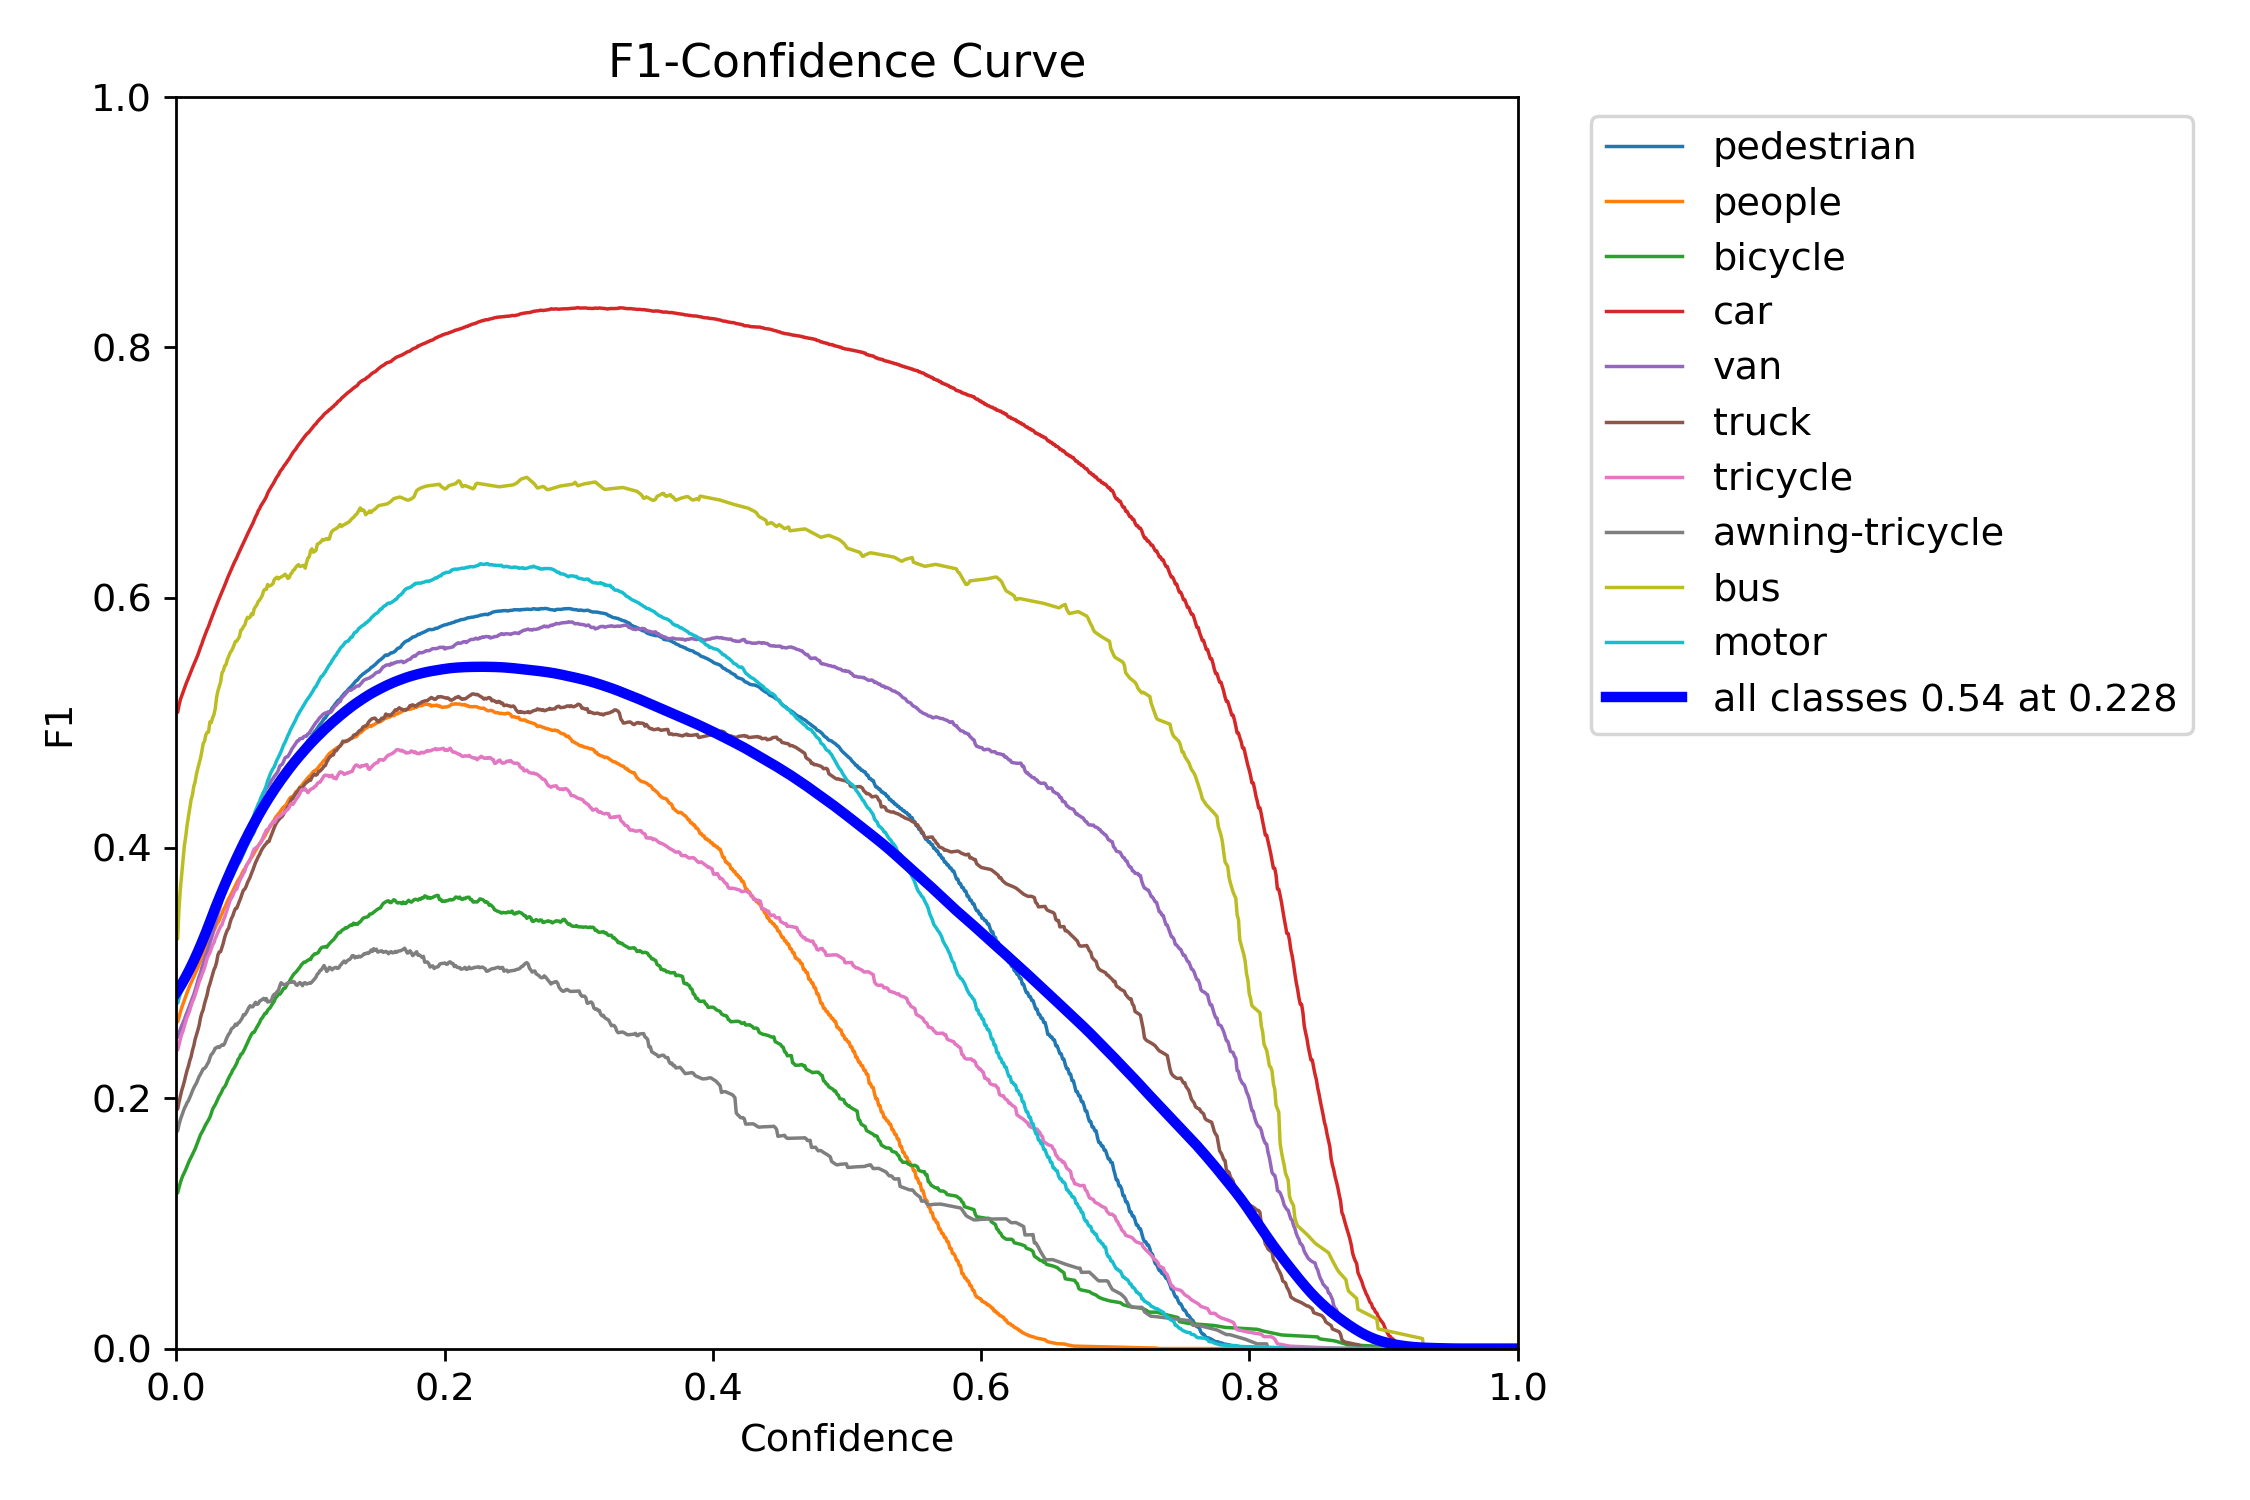 F1-Confidence Curve
1.0
0.8
0.6
0.4
0.2
0.0
F1
0.0 0.2 0.4 0.6 0.8 1.0
Confidence
pedestrian
people
bicycle
car
van
truck
tricycle
awning-tricycle
bus
motor
all classes 0.54 at 0.228